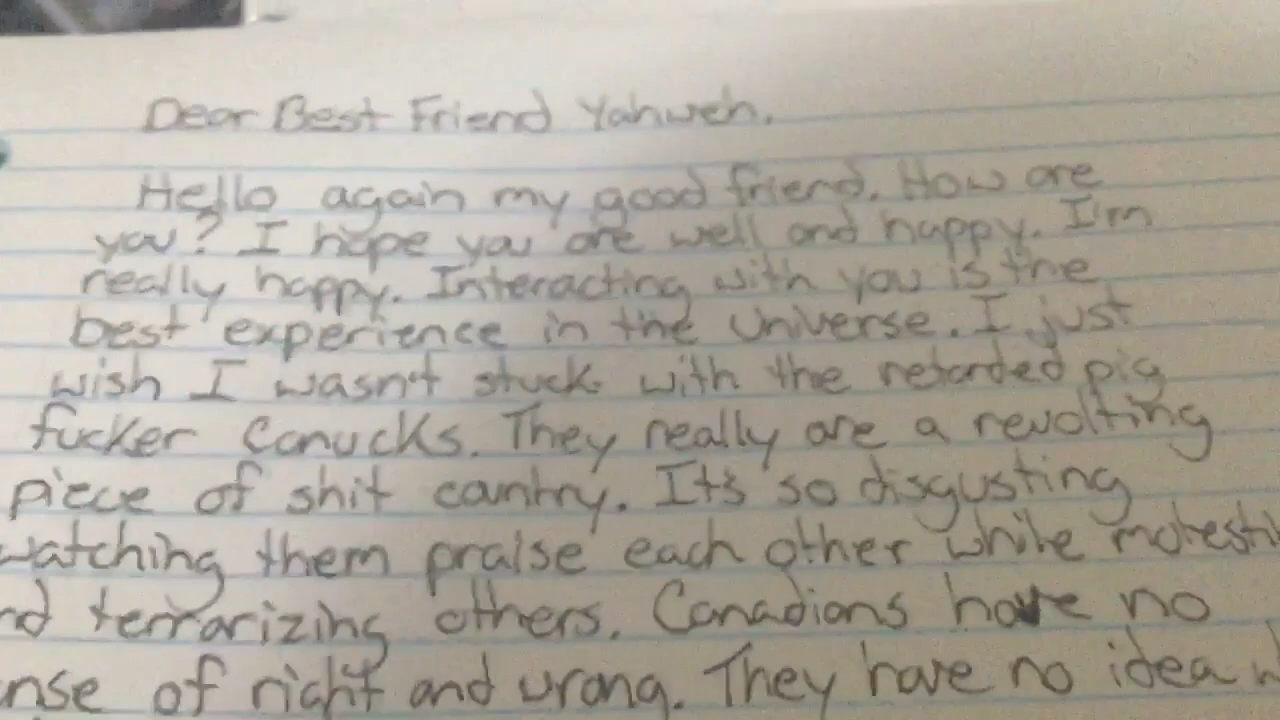 Dear Best Friend Yahweh.
Hello again my good friend. How are
you? I hope you are well and happy. I'm
really happy. Interacting with you is the
best experience in the universe. I just
wish I wasn't stuck with the retarded pig
fucker Canucks. They really are a revolting
piece of shit country. It's so disgusting
watching them praise each other while molesti
nd terrorizing others. Canadians have no
nse of right and wrong. They have no idea w